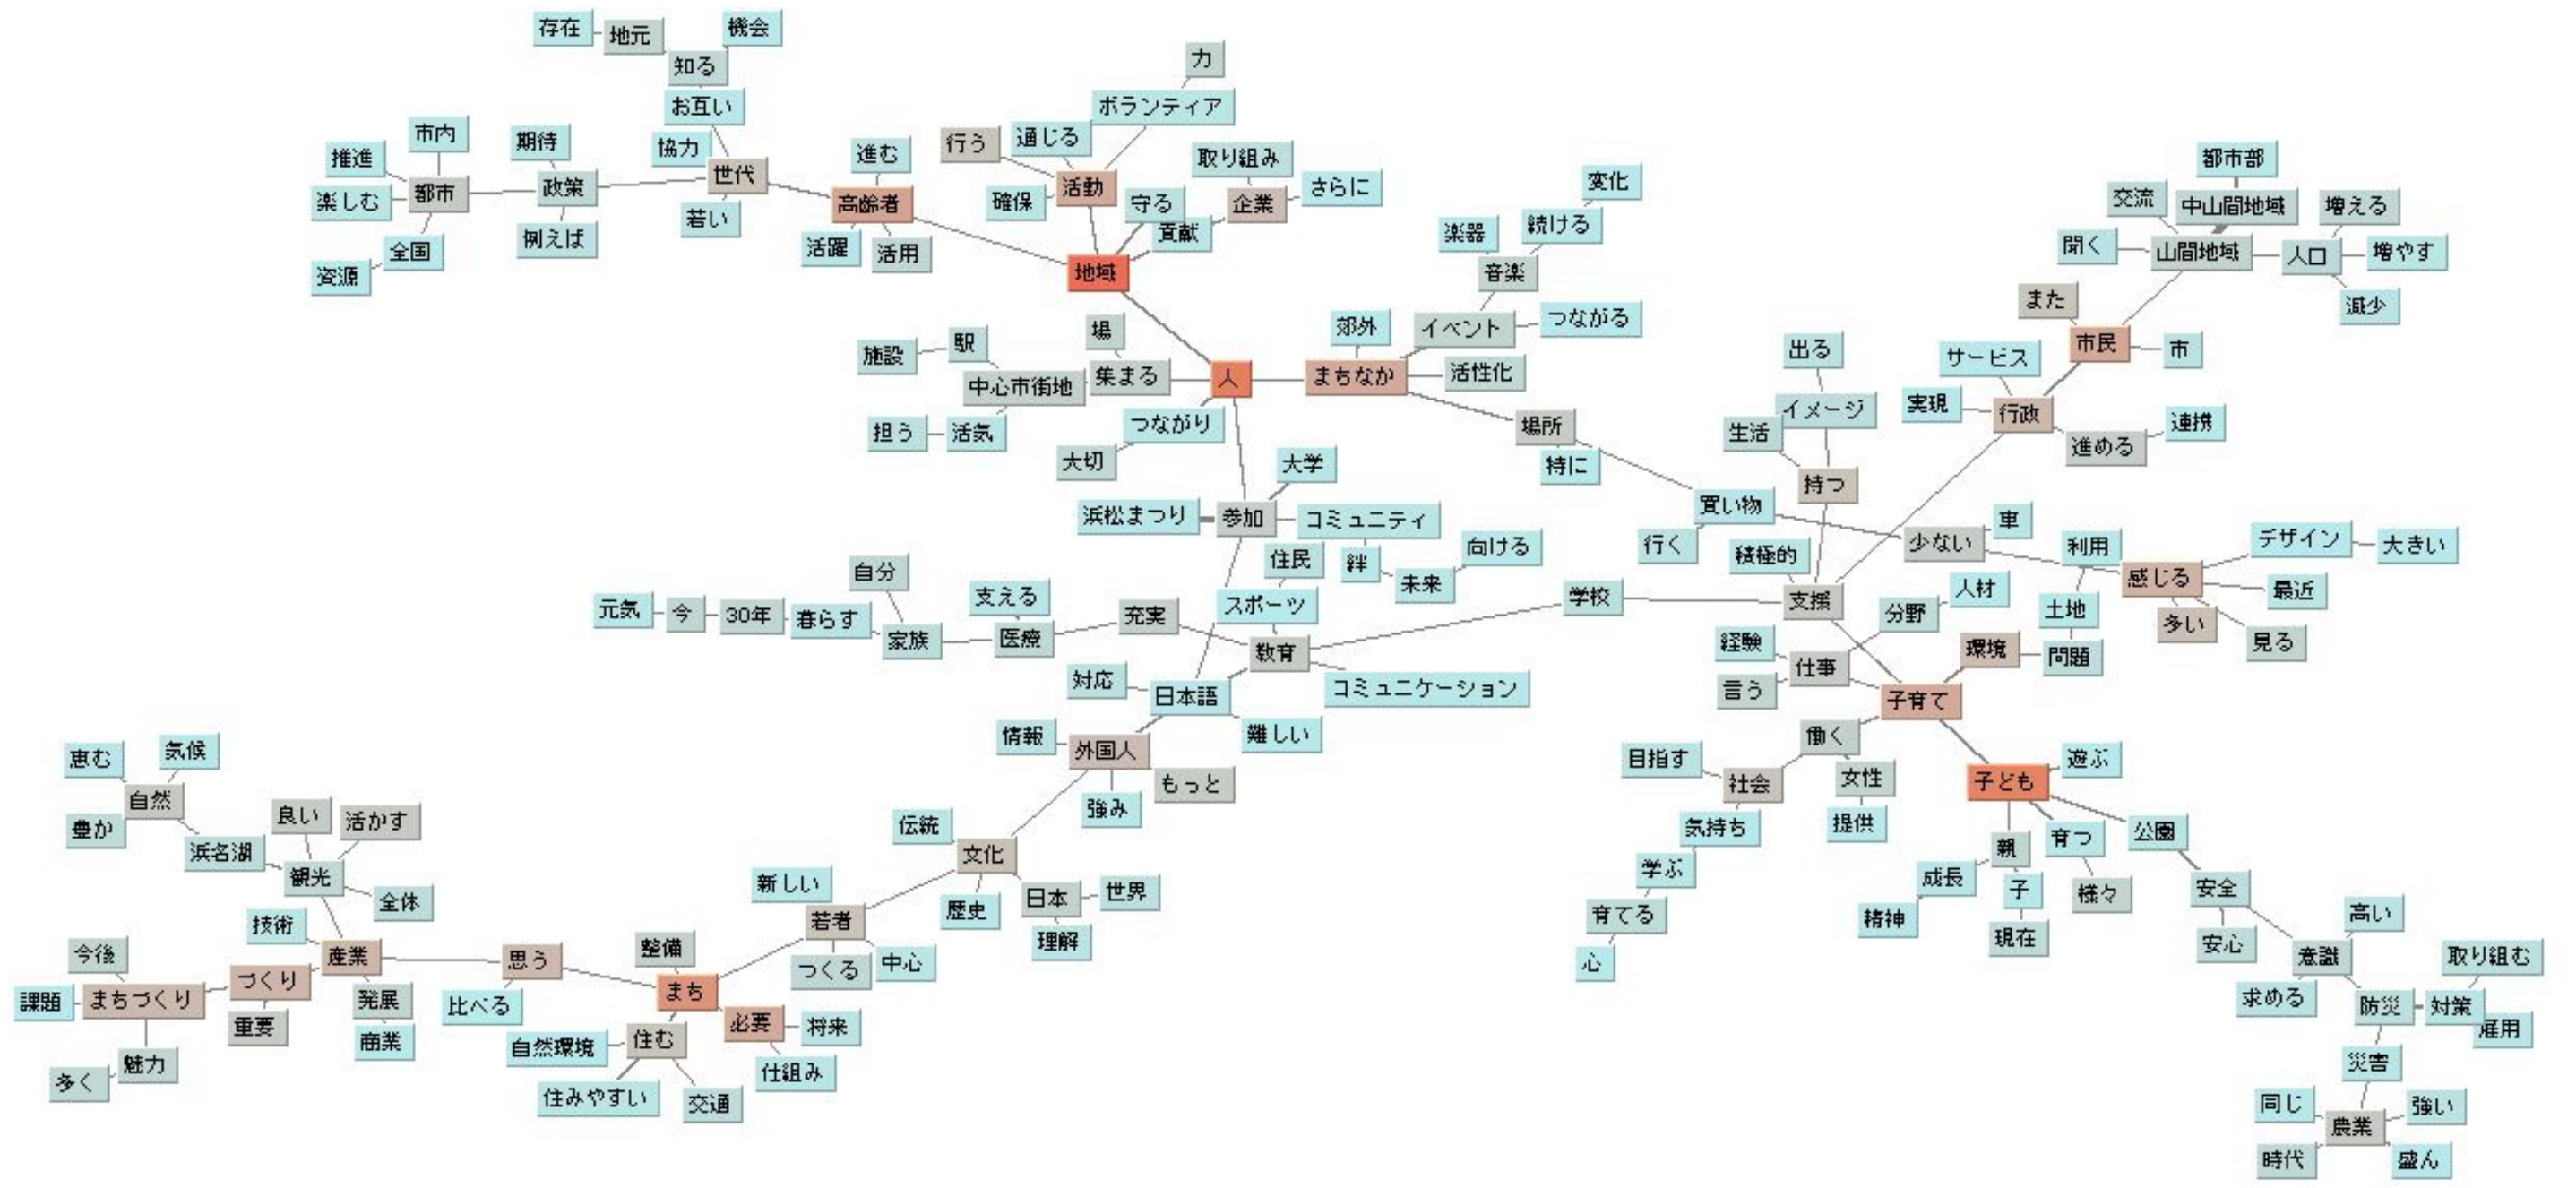 存在
地元
機会
知る
お互い
協力
世代
若い
市内
推進
楽しむ
都市
全国
資源
期待
政策
例えば
進む
高齢者
活躍
活用
力
ボランティア
行う
通じる
活動
確保
守る
貢献
取り組み
企業
さらに
地域
場
集まる
駅
施設
中心市街地
担う
活気
人
つながり
大切
まちなか
郊外
イベント
音楽
楽器
続ける
変化
つながる
活性化
場所
特に
買い物
行く
少ない
車
都市部
交流
中山間地域
増える
聞く
山間地域
人口
増やす
減少
また
市民
市
サービス
実現
行政
進める
連携
出る
イメージ
生活
持つ
積極的
支援
利用
感じる
デザイン
大きい
最近
多い
見る
土地
問題
環境
大学
浜松まつり
参加
コミュニティ
絆
未来
向ける
住民
スポーツ
学校
教育
コミュニケーション
自分
元気
今
30年
暮らす
家族
支える
医療
充実
対応
日本語
難しい
情報
外国人
もっと
強み
人材
分野
経験
仕事
言う
子育て
働く
女性
提供
目指す
社会
気持ち
学ぶ
育てる
心
子ども
遊ぶ
親
育つ
公園
成長
精神
子
現在
様々
安全
安心
高い
意識
求める
取り組む
防災
対策
雇用
災害
同じ
農業
強い
時代
盛ん
恵む
気候
自然
豊か
浜名湖
良い
活かす
観光
全体
技術
今後
課題
まちづくり
づくり
産業
重要
発展
商業
魅力
多く
思う
比べる
伝統
文化
歴史
日本
世界
理解
新しい
若者
つくる
中心
整備
まち
必要
将来
仕組み
自然環境
住む
住みやすい
交通